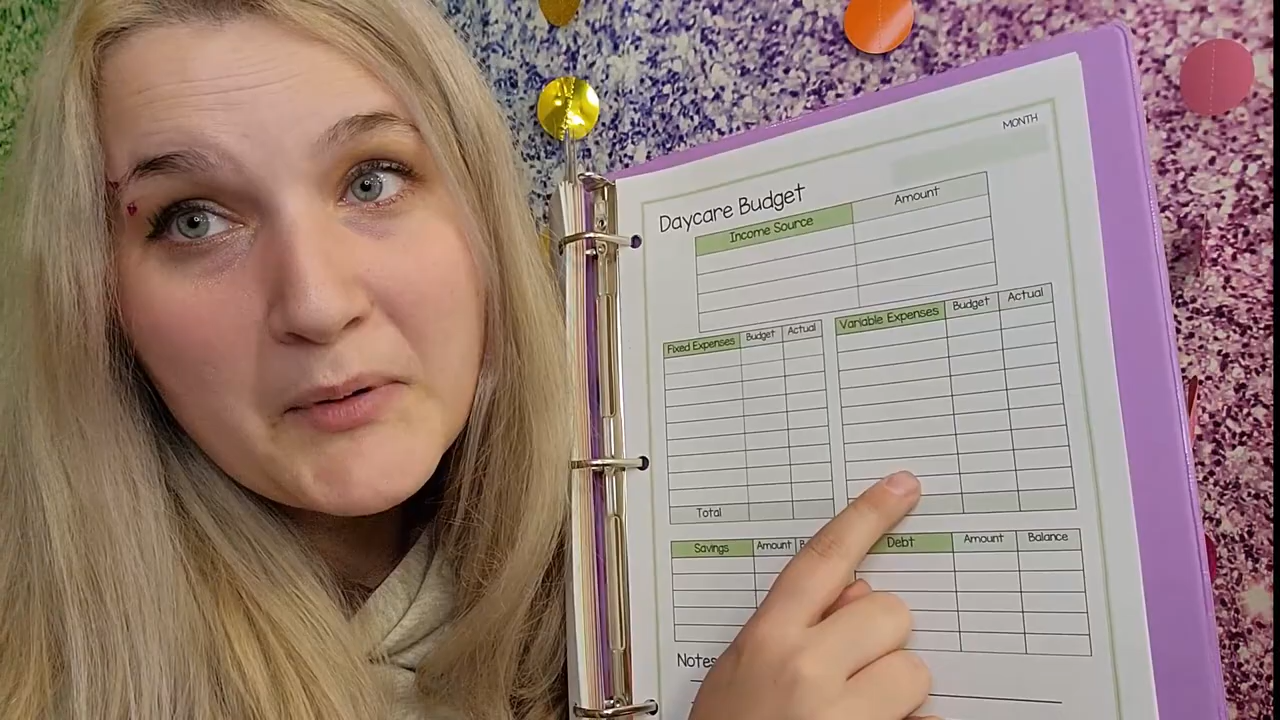 MONTH
Daycare Budget
Income Source Amount
Fixed Expenses Budget Actual
Variable Expenses Budget Actual
Total
Savings Amount
Debt Amount Balance
Notes